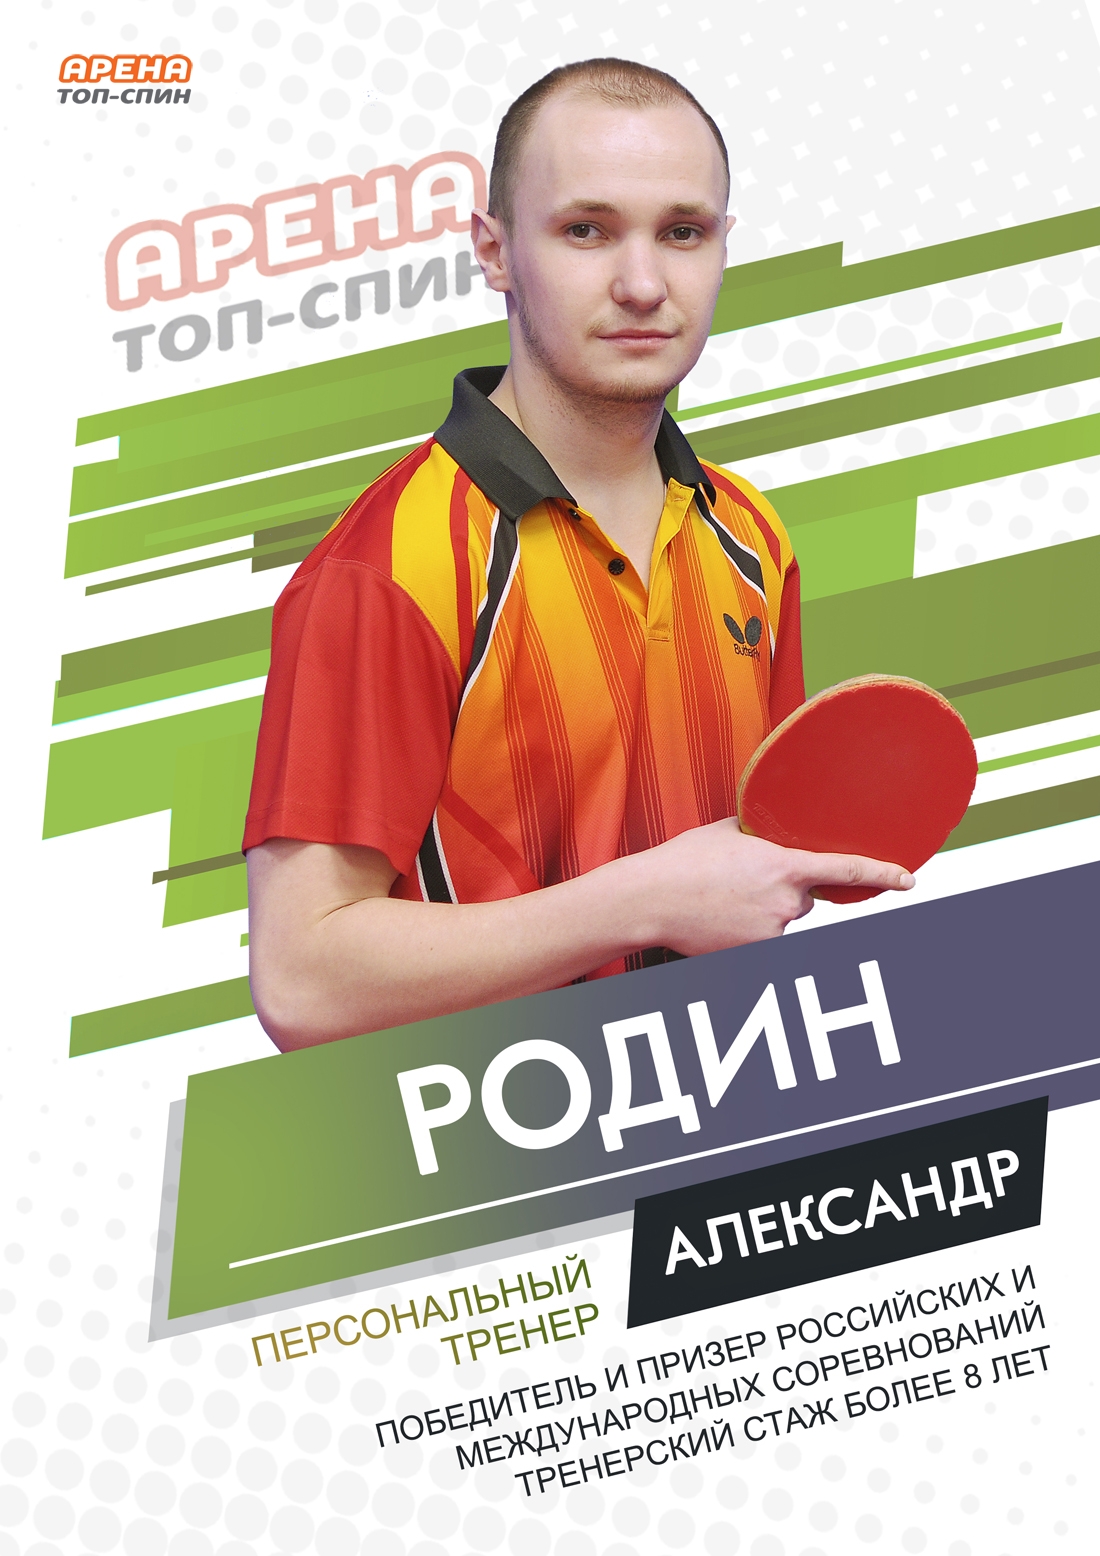 АРЕНА
ТОП-СПИН
АРЕНА
ТОП-СПИН
Butterfly
РОДИН
АЛЕКСАНДР
ПЕРСОНАЛЬНЫЙ
ТРЕНЕР
ПОБЕДИТЕЛЬ И ПРИЗЕР РОССИЙСКИХ И
МЕЖДУНАРОДНЫХ СОРЕВНОВАНИЙ
ТРЕНЕРСКИЙ СТАЖ БОЛЕЕ 8 ЛЕТ